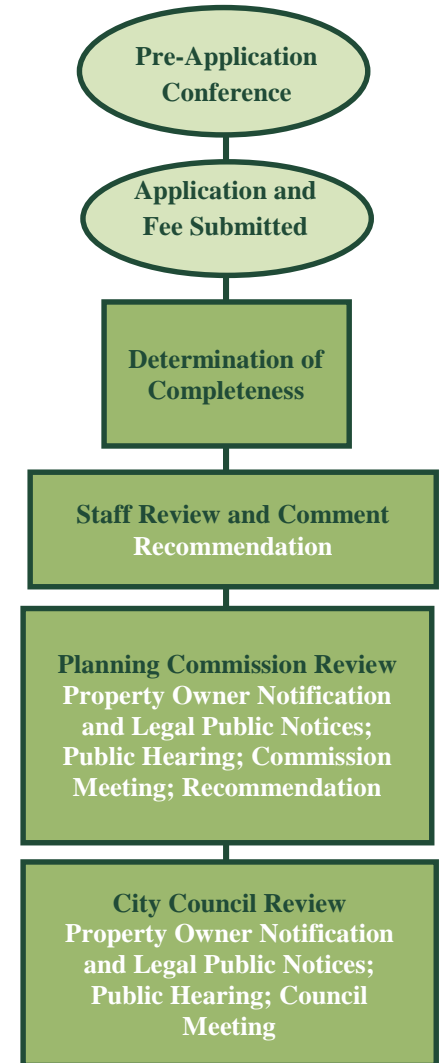 Pre-Application
Conference
Application and
Fee Submitted
Determination of
Completeness
Staff Review and Comment
Recommendation
Planning Commission Review
Property Owner Notification
and Legal Public Notices;
Public Hearing; Commission
Meeting; Recommendation
City Council Review
Property Owner Notification
and Legal Public Notices;
Public Hearing; Council
Meeting